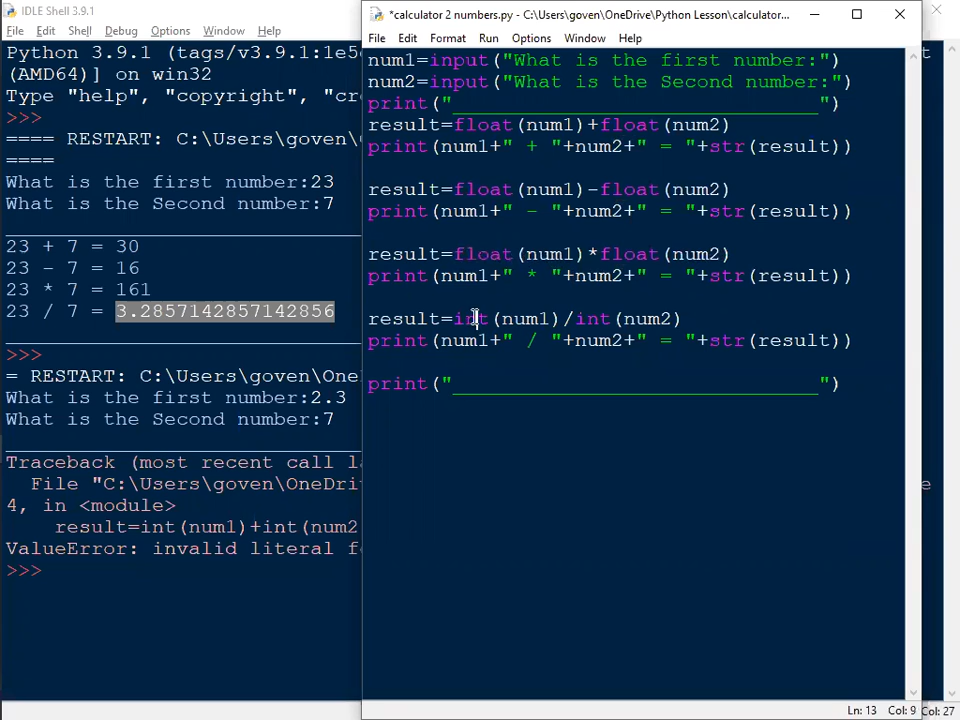 IDLE Shell 3.9.1
File Edit Shell Debug Options Window Help
Python 3.9.1 (tags/v3.9.1:1e5
(AMD64)] on win32
Type "help", "copyright", "cre
>>>
==== RESTART: C:\Users\goven\
====
What is the first number:23
What is the Second number:7
23 + 7 = 30
23 - 7 = 16
23 * 7 = 161
23 / 7 = 3.2857142857142856
>>>
= RESTART: C:\Users\goven\One
What is the first number:2.3
What is the Second number:7
Traceback (most recent call la
File "C:\Users\goven\OneDri
e
4, in <module>
result=int(num1)+int(num2
ValueError: invalid literal fo
>>>
Col: 27
*calculator 2 numbers.py - C:\Users\goven\OneDrive\Python Lesson\calculator...
File Edit Format Run Options Window Help
num1=input("What is the first number:")
num2=input("What is the Second number:")
print("______________________________")
result=float(num1)+float(num2)
print(num1+" + "+num2+" = "+str(result))
result=float(num1)-float(num2)
print(num1+" - "+num2+" = "+str(result))
result=float(num1)*float(num2)
print(num1+" * "+num2+" = "+str(result))
result=int(num1)/int(num2)
print(num1+" / "+num2+" = "+str(result))
print("______________________________")
Ln: 13 Col: 9